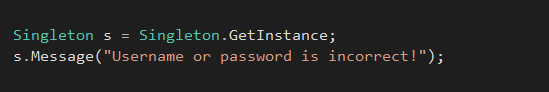 Singleton s = Singleton.GetInstance;
s.Message("Username or password is incorrect!");